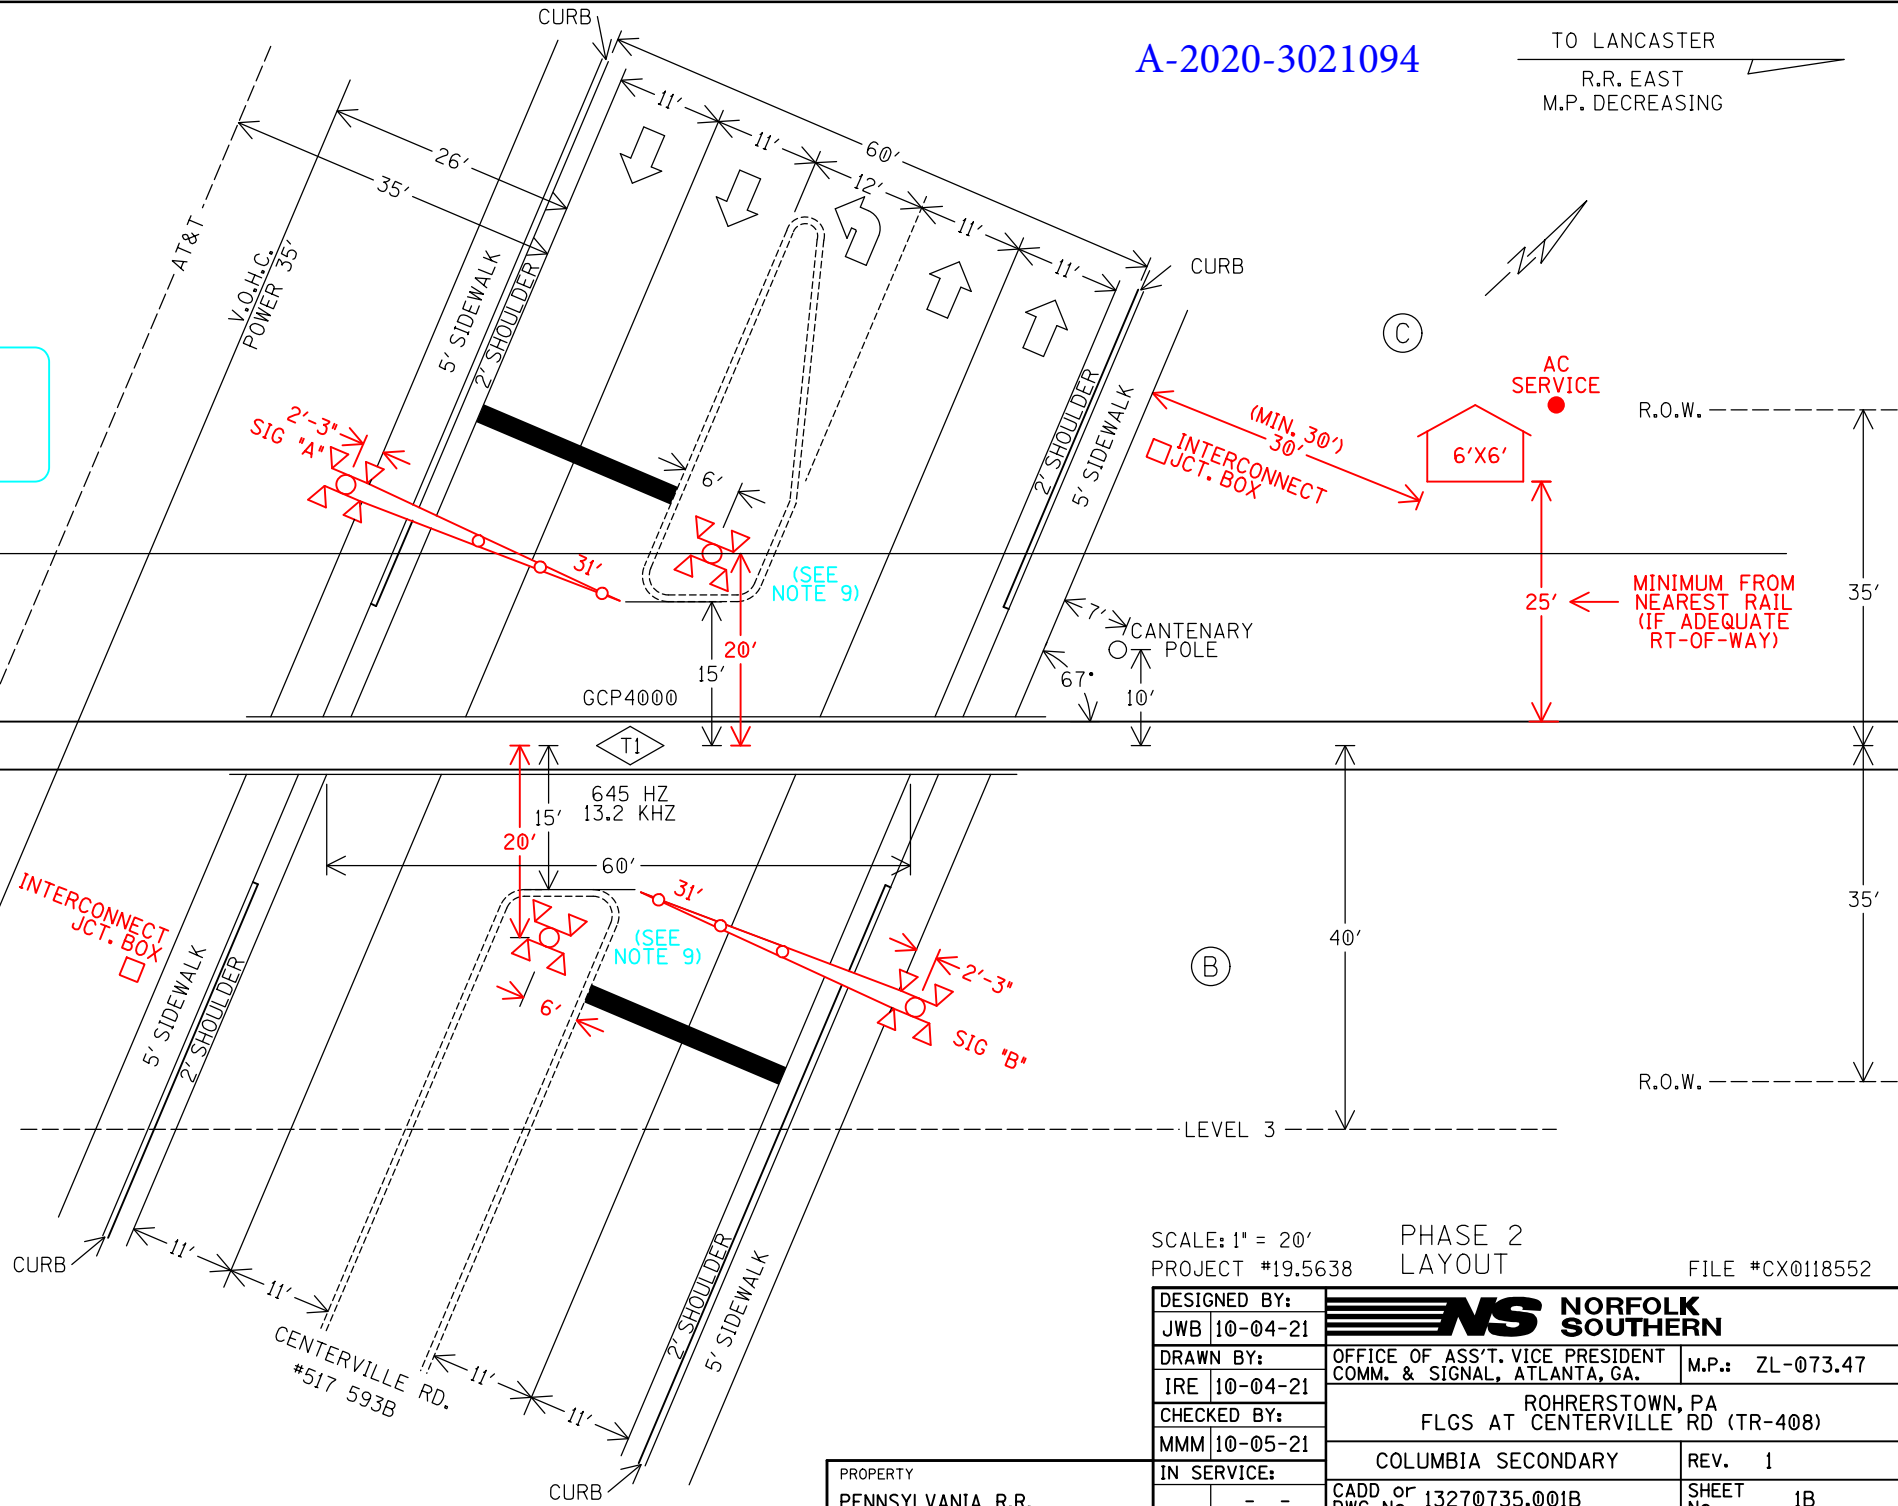 CURB
A-2020-3021094
TO LANCASTER
R.R. EAST
M.P. DECREASING
11'
11'
60'
12'
11'
11'
26'
35'
AT&T
V.O.H.C.
POWER 35'
5' SIDEWALK
2' SHOULDER
CURB
C
AC
SERVICE
R.O.W.
2'-3"
SIG "A"
6'
2' SHOULDER
5' SIDEWALK
(MIN. 30')
30'
INTERCONNECT
JCT. BOX
6'X6'
31'
(SEE
NOTE 9)
25'
MINIMUM FROM
NEAREST RAIL
(IF ADEQUATE
RT-OF-WAY)
35'
7'
CANTENARY
POLE
20'
15'
67°
10'
GCP4000
T1
645 HZ
13.2 KHZ
15'
20'
60'
INTERCONNECT
JCT. BOX
31'
(SEE
NOTE 9)
35'
40'
B
5' SIDEWALK
2' SHOULDER
2'-3"
6'
SIG "B"
R.O.W.
LEVEL 3
CURB
11'
11'
CENTERVILLE RD.
#517 593B
11'
11'
2' SHOULDER
5' SIDEWALK
CURB
SCALE: 1" = 20'
PHASE 2
LAYOUT
PROJECT #19.5638
FILE #CX0118552
DESIGNED BY:
JWB 10-04-21
NS NORFOLK
SOUTHERN
DRAWN BY:
IRE 10-04-21
OFFICE OF ASS'T. VICE PRESIDENT
COMM. & SIGNAL, ATLANTA, GA.
M.P.: ZL-073.47
CHECKED BY:
MMM 10-05-21
ROHRERSTOWN, PA
FLGS AT CENTERVILLE RD (TR-408)
IN SERVICE:
- -
COLUMBIA SECONDARY
REV. 1
PROPERTY
PENNSYLVANIA R.R.
CADD or
DWG No. 13270735.001B
SHEET
No. 1B